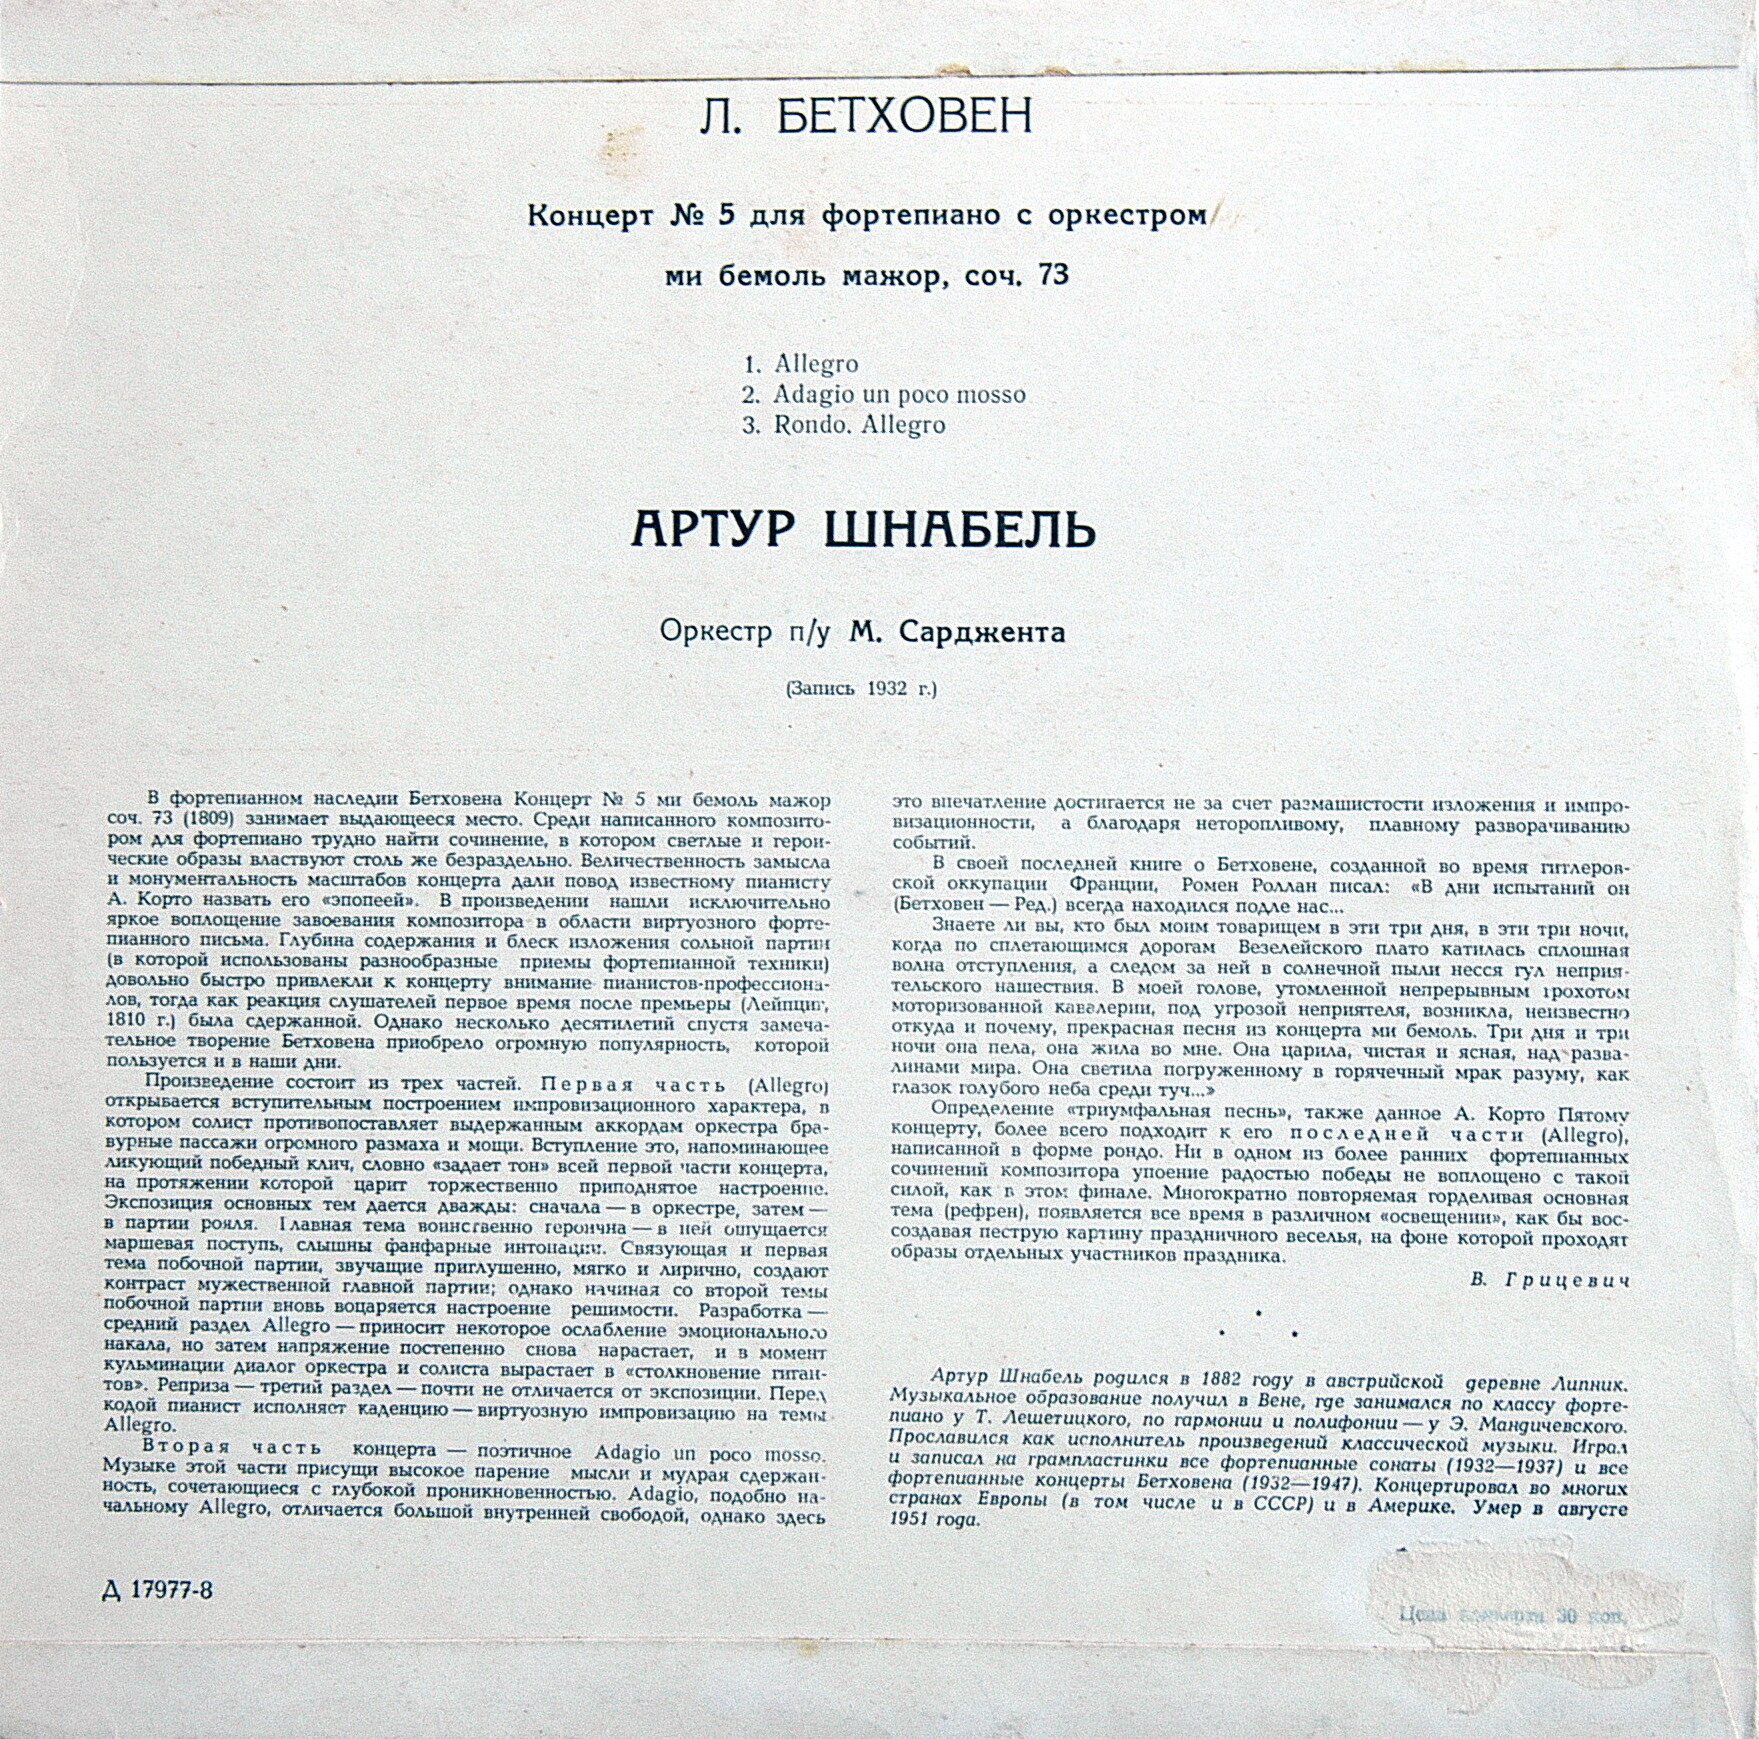 Л. БЕТХОВЕН
Концерт № 5 для фортепиано с оркестром
ми бемоль мажор, соч. 73
1. Allegro
2. Adagio un poco mosso
3. Rondo. Allegro
АРТУР ШНАБЕЛЬ
Оркестр п/у М. Сарджента
(Запись 1932 г.)
В фортепианном наследии Бетховена Концерт № 5 ми бемоль мажор
соч. 73 (1809) занимает выдающееся место. Среди написанного композито-
ром для фортепиано трудно найти сочинение, в котором светлые и герои-
ческие образы властвуют столь же безраздельно. Величественность замысла
и монументальность масштабов концерта дали повод известному пианисту
А. Корто назвать его «эпопеей». В произведении нашли исключительно
яркое воплощение завоевания композитора в области виртуозного форте-
пианного письма. Глубина содержания и блеск изложения сольной партии
(в которой использованы разнообразные приемы фортепианной техники)
довольно быстро привлекли к концерту внимание пианистов-профессиона-
лов, тогда как реакция слушателей первое время после премьеры (Лейпциг,
1810 г.) была сдержанной. Однако несколько десятилетий спустя замеча-
тельное творение Бетховена приобрело огромную популярность, которой
пользуется и в наши дни.
Произведение состоит из трех частей. Первая часть (Allegro)
открывается вступительным построением импровизационного характера, в
котором солист противопоставляет выдержанным аккордам оркестра бра-
вурные пассажи огромного размаха и мощи. Вступление это, напоминающее
ликующий победный клич, словно «задает тон» всей первой части концерта,
на протяжении которой царит торжественно приподнятое настроение.
Экспозиция основных тем дается дважды: сначала — в оркестре, затем —
в партии рояля. Главная тема воинственно героична — в ней ощущается
маршевая поступь, слышны фанфарные интонации. Связующая и первая
тема побочной партии, звучащие приглушенно, мягко и лирично, создают
контраст мужественной главной партии; однако начиная со второй темы
побочной партии вновь воцаряется настроение решимости. Разработка —
средний раздел Allegro — приносит некоторое ослабление эмоционального
накала, но затем напряжение постепенно снова нарастает, и в момент
кульминации диалог оркестра и солиста вырастает в «столкновение гиган-
тов». Реприза — третий раздел — почти не отличается от экспозиции. Перед
кодой пианист исполняет каденцию — виртуозную импровизацию на темы
Allegro.
Вторая часть концерта — поэтичное Adagio un poco mosso.
Музыке этой части присущи высокое парение мысли и мудрая сдержан-
ность, сочетающиеся с глубокой проникновенностью. Adagio, подобно на-
чальному Allegro, отличается большой внутренней свободой, однако здесь
это впечатление достигается не за счет размашистости изложения и импро-
визационности, а благодаря неторопливому, плавному разворачиванию
событий.
В своей последней книге о Бетховене, созданной во время гитлеров-
ской оккупации Франции, Ромен Роллан писал: «В дни испытаний он
(Бетховен — Ред.) всегда находился подле нас...
Знаете ли вы, кто был моим товарищем в эти три дня, в эти три ночи,
когда по сплетающимся дорогам Везелейского плато катилась сплошная
волна отступления, а следом за ней в солнечной пыли несся гул неприя-
тельского нашествия. В моей голове, утомленной непрерывным грохотом
моторизованной кавалерии, под угрозой неприятеля, возникла, неизвестно
откуда и почему, прекрасная песня из концерта ми бемоль. Три дня и три
ночи она пела, она жила во мне. Она царила, чистая и ясная, над разва-
линами мира. Она светила погруженному в горячечный мрак разуму, как
глазок голубого неба среди туч...»
Определение «триумфальная песнь», также данное А. Корто Пятому
концерту, более всего подходит к его последней части (Allegro),
написанной в форме рондо. Ни в одном из более ранних фортепианных
сочинений композитора упоение радостью победы не воплощено с такой
силой, как в этом финале. Многократно повторяемая горделивая основная
тема (рефрен), появляется все время в различном «освещении», как бы вос-
создавая пеструю картину праздничного веселья, на фоне которой проходят
образы отдельных участников праздника.
В. Грицевич
Артур Шнабель родился в 1882 году в австрийской деревне Липник.
Музыкальное образование получил в Вене, где занимался по классу форте-
пиано у Т. Лешетицкого, по гармонии и полифонии — у Э. Мандичевского.
Прославился как исполнитель произведений классической музыки. Играл
и записал на грампластинки все фортепианные сонаты (1932—1937) и все
фортепианные концерты Бетховена (1932—1947). Концертировал во многих
странах Европы (в том числе и в СССР) и в Америке. Умер в августе
1951 года.
Д 17977-8
Цена конверта 30 коп.